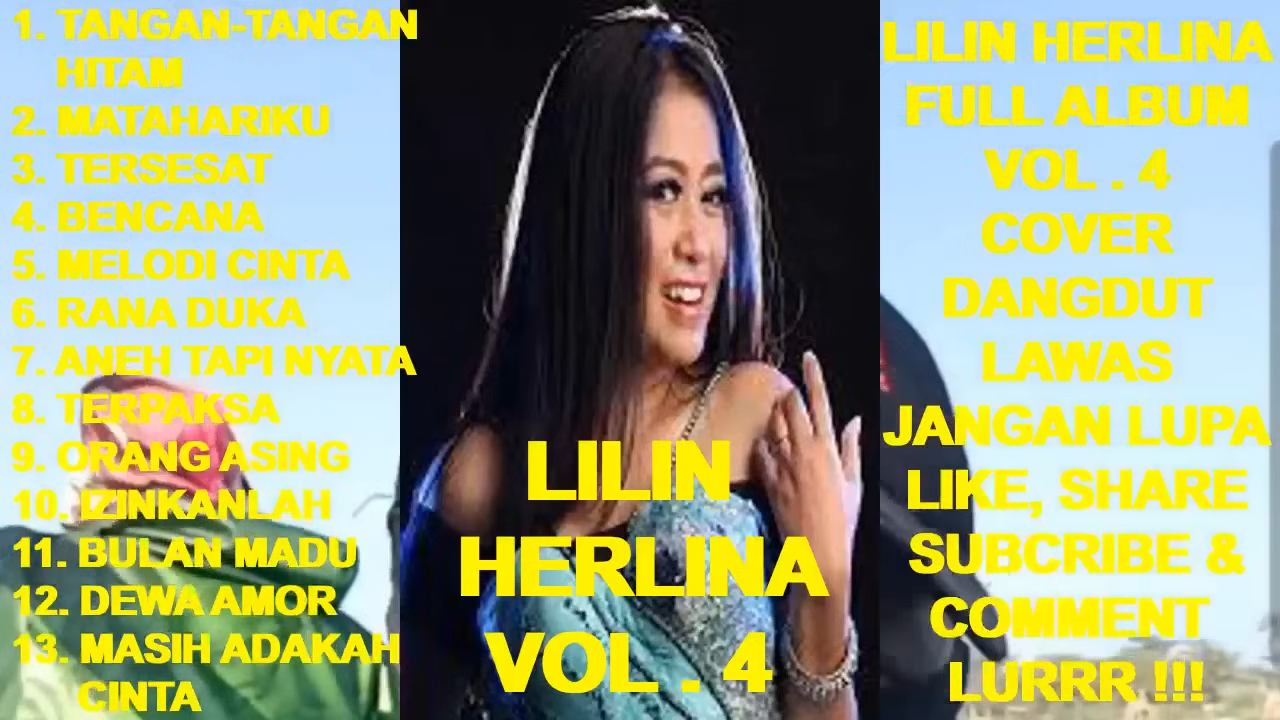 1. TANGAN-TANGAN
HITAM
2. MATAHARIKU
3. TERSESAT
4. BENCANA
5. MELODI CINTA
6. RANA DUKA
7. ANEH TAPI NYATA
8. TERPAKSA
9. ORANG ASING
10. IZINKANLAH
11. BULAN MADU
12. DEWA AMOR
13. MASIH ADAKAH
CINTA
LILIN
HERLINA
VOL . 4
LILIN HERLINA
FULL ALBUM
VOL . 4
COVER
DANGDUT
LAWAS
JANGAN LUPA
LIKE, SHARE
SUBCRIBE &
COMMENT
LURRR !!!